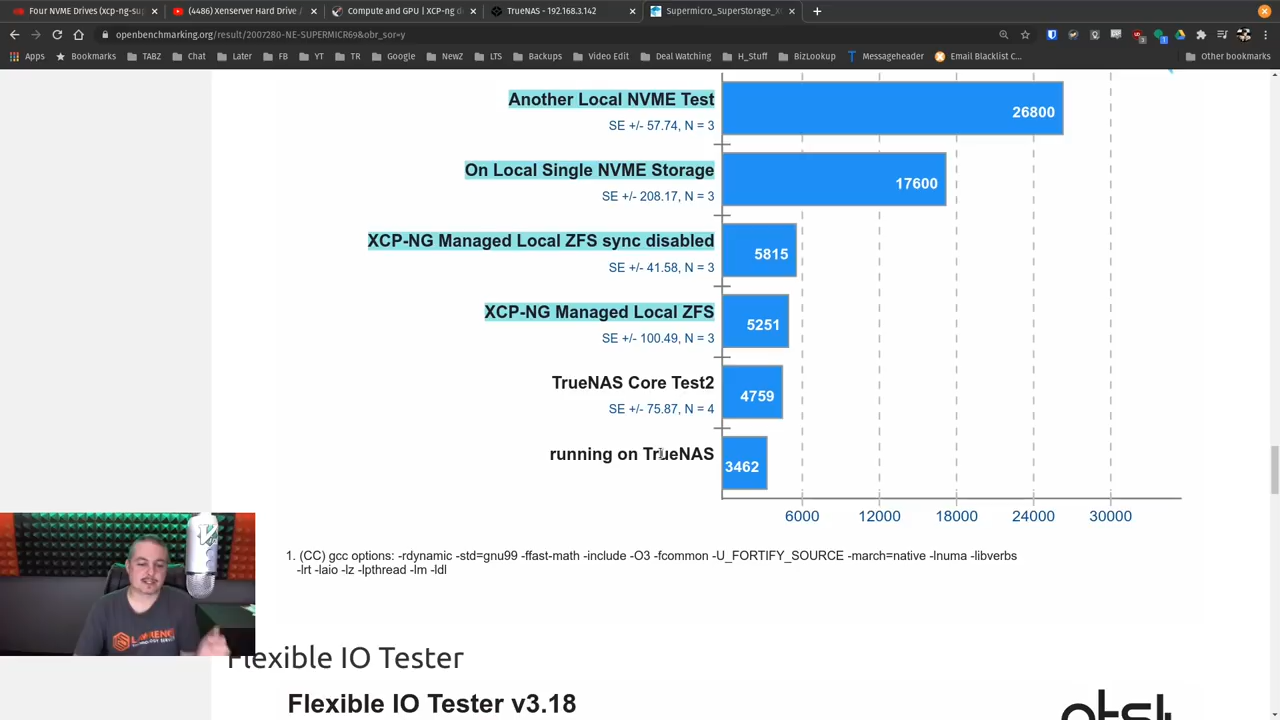 Four NVME Drives (xcp-ng-sup
(4486) Xenserver Hard Drive /
Compute and GPU | XCP-ng d
TrueNAS - 192.168.3.142
Supermicro_Superstorage_X
openbenchmarking.org/result/2007280-NE-SUPERMICR69&obr_sor=y
Apps
Bookmarks
TABZ
Chat
Later
FB
YT
TR
Google
NewZ
LTS
Backups
Video Edit
Deal Watching
H_Stuff
BizLookup
Messageheader
Email Blacklist C...
Other bookmarks
Another Local NVME Test
SE +/- 57.74, N = 3
26800
On Local Single NVME Storage
SE +/- 208.17, N = 3
17600
XCP-NG Managed Local ZFS sync disabled
SE +/- 41.58, N = 3
5815
XCP-NG Managed Local ZFS
SE +/- 100.49, N = 3
5251
TrueNAS Core Test2
SE +/- 75.87, N = 4
4759
running on TrueNAS
3462
6000 12000 18000 24000 30000
1. (CC) gcc options: -rdynamic -std=gnu99 -ffast-math -include -O3 -fcommon -U_FORTIFY_SOURCE -march=native -lnuma -libverbs
-lrt -laio -lz -lpthread -lm -ldl
Flexible IO Tester
Flexible IO Tester v3.18